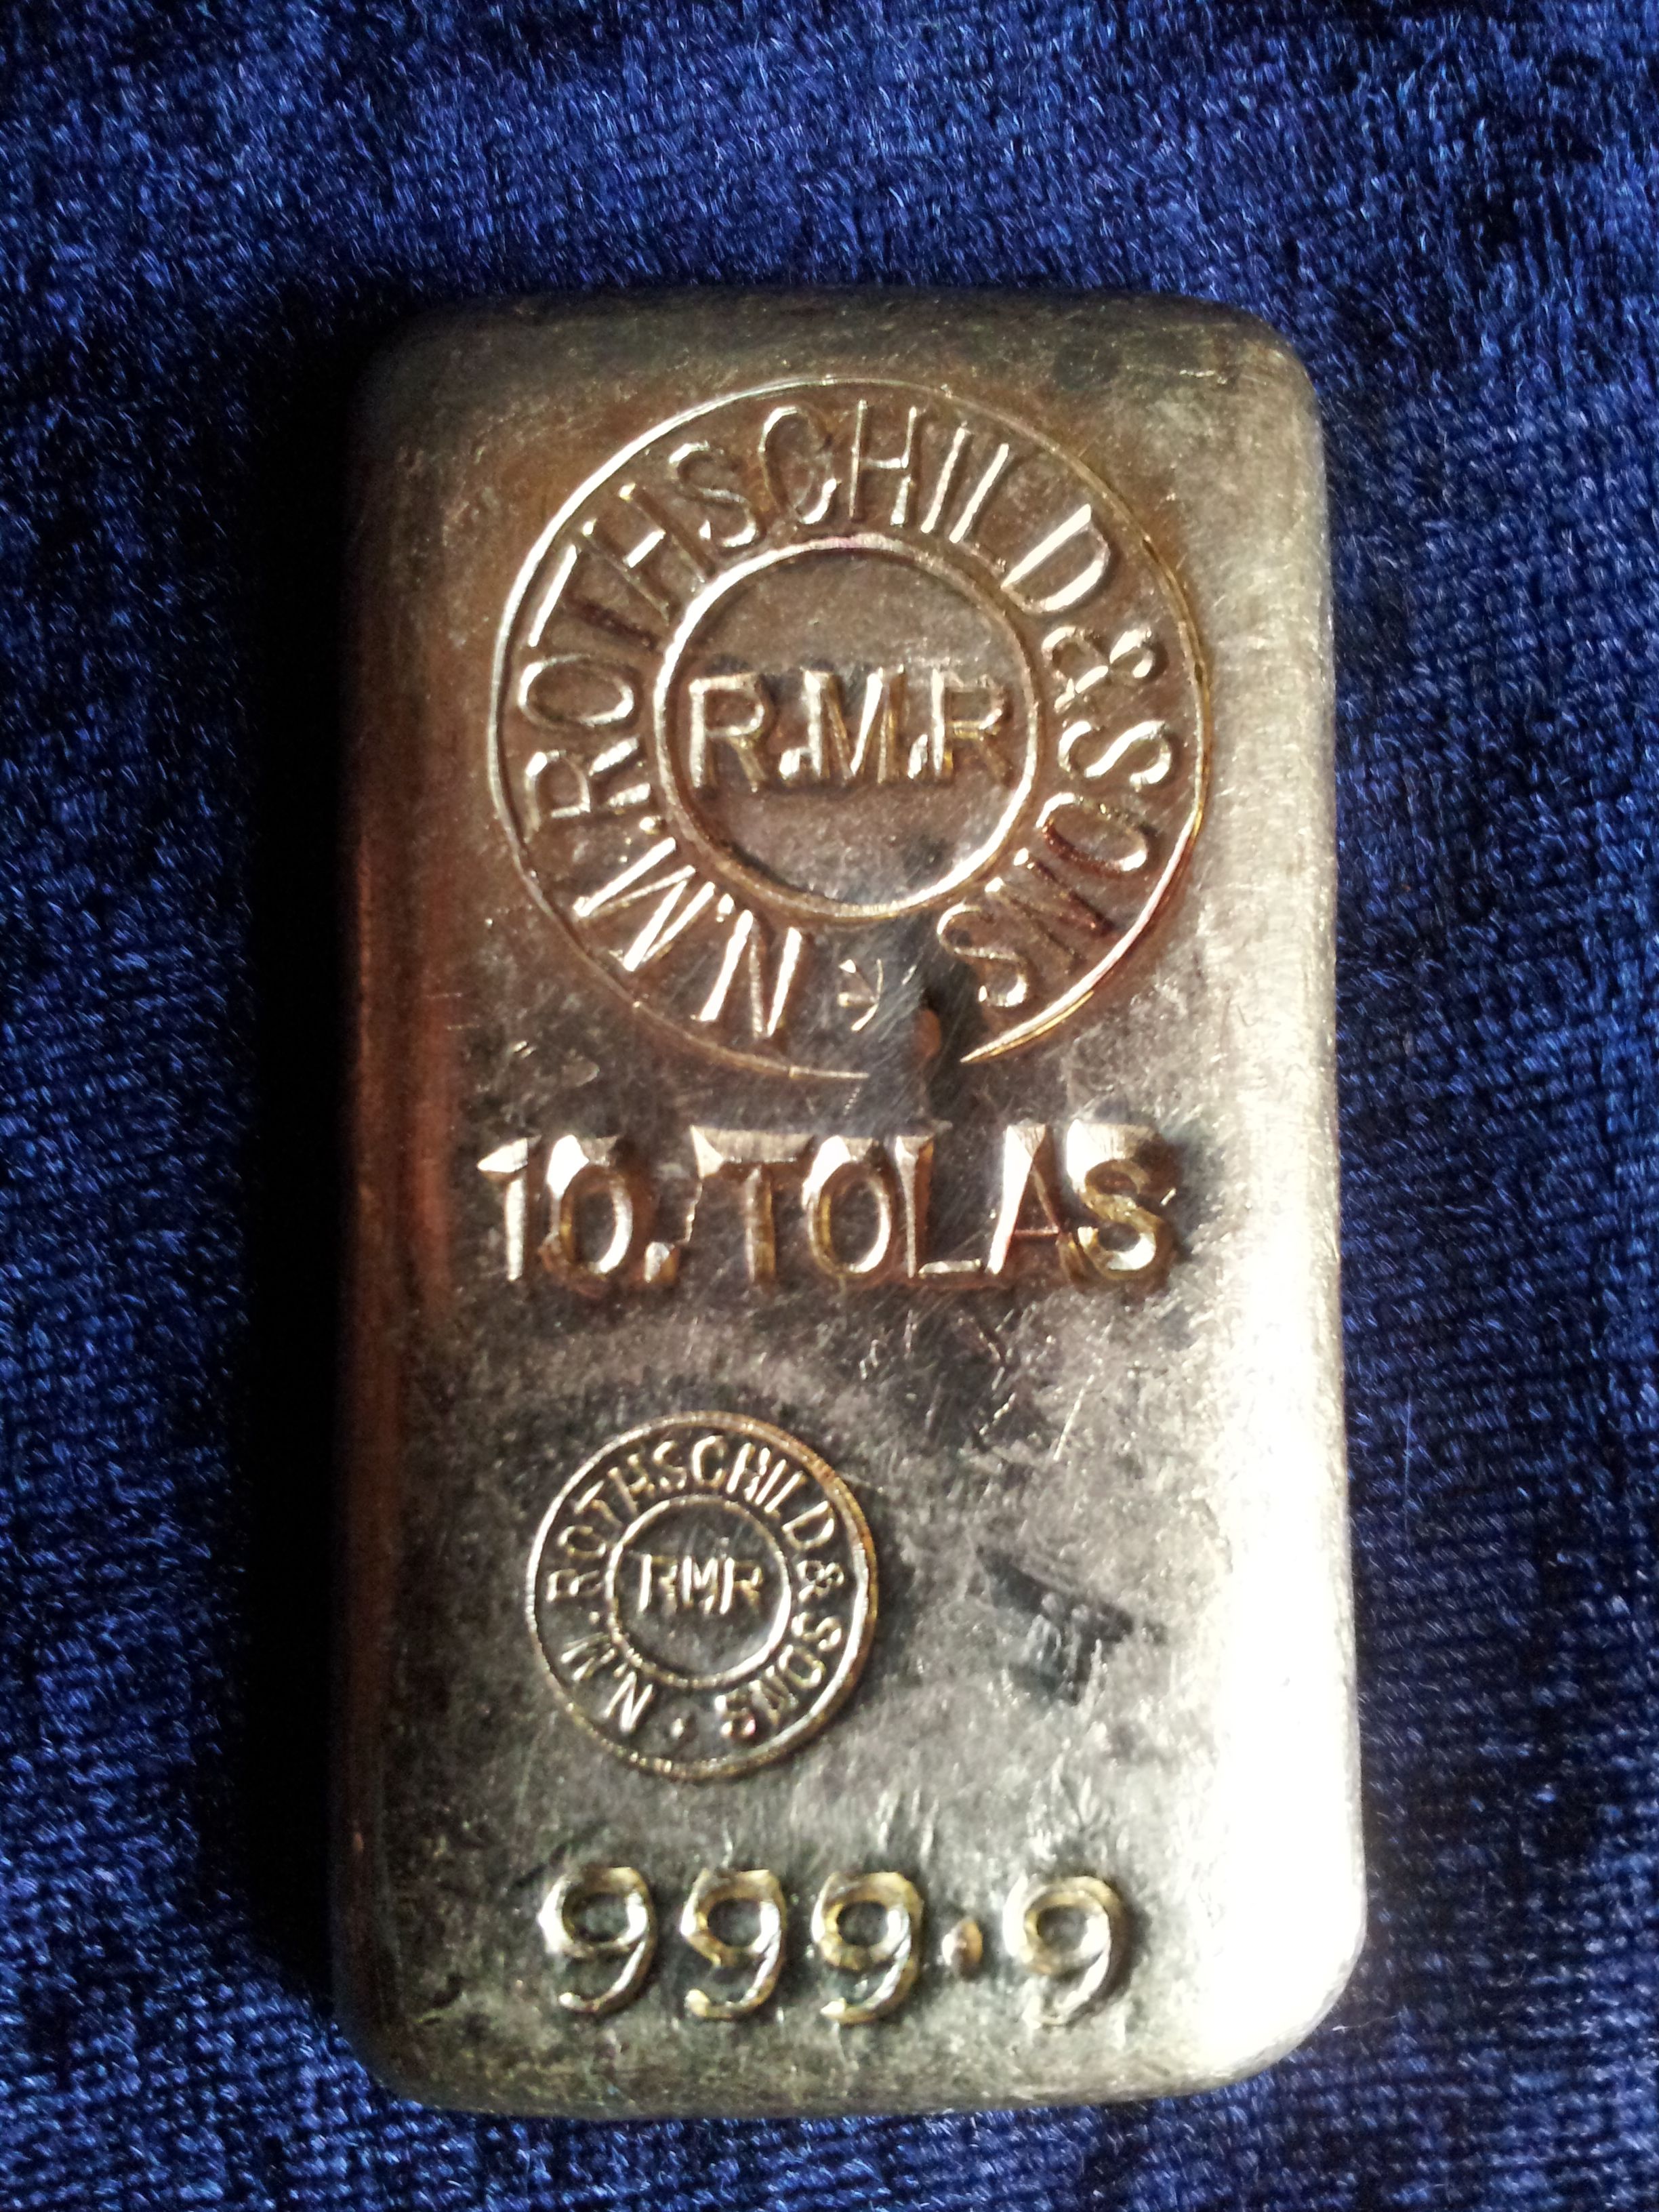 N.M.ROTHSCHILD&SONS
R.M.R
10.TOLAS
N.M.ROTHSCHILD&SONS
RMR
999.9